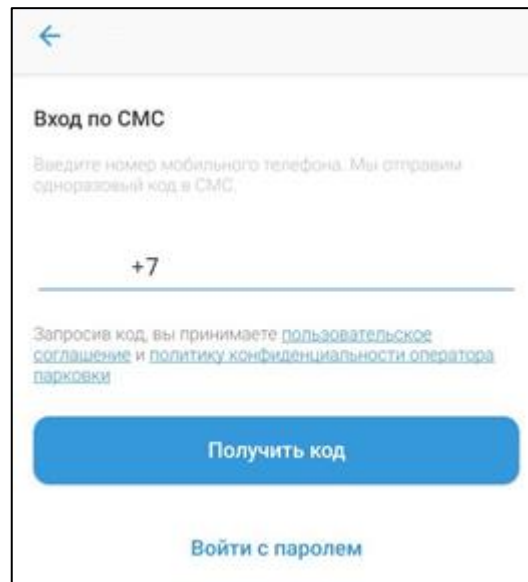 Вход по СМС
Введите номер мобильного телефона. Мы отправим
одноразовый код в СМС.
+7
Запросив код, вы принимаете пользовательское
соглашение и политику конфиденциальности оператора
парковки
Получить код
Войти с паролем